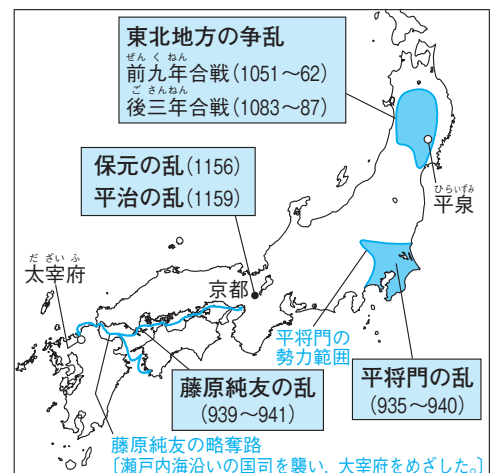 東北地方の争乱
ぜんくねん
前九年合戦(1051〜62)
ごさんねん
後三年合戦(1083〜87)
保元の乱(1156)
平治の乱(1159)
ひらいずみ
平泉
だざいふ
太宰府
京都
平将門の
勢力範囲
藤原純友の乱
(939〜941)
平将門の乱
(935〜940)
藤原純友の略奪路
〔瀬戸内海沿いの国司を襲い,大宰府をめざした。〕